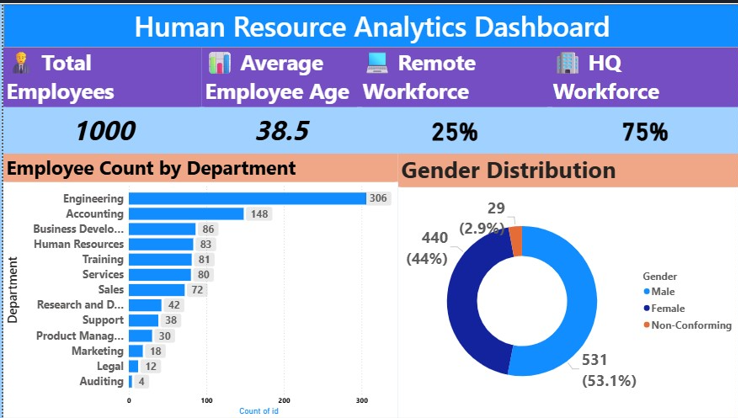 Human Resource Analytics Dashboard
Total Employees
Average Employee Age
Remote Workforce
HQ Workforce
1000
38.5
25%
75%
Employee Count by Department
Gender Distribution
Department
Engineering 306
Accounting 148
Business Develo... 86
Human Resources 83
Training 81
Services 80
Sales 72
Research and D... 42
Support 38
Product Manag... 30
Marketing 18
Legal 12
Auditing 4
0 100 200 300
Count of id
29
(2.9%)
440
(44%)
531
(53.1%)
Gender
Male
Female
Non-Conforming